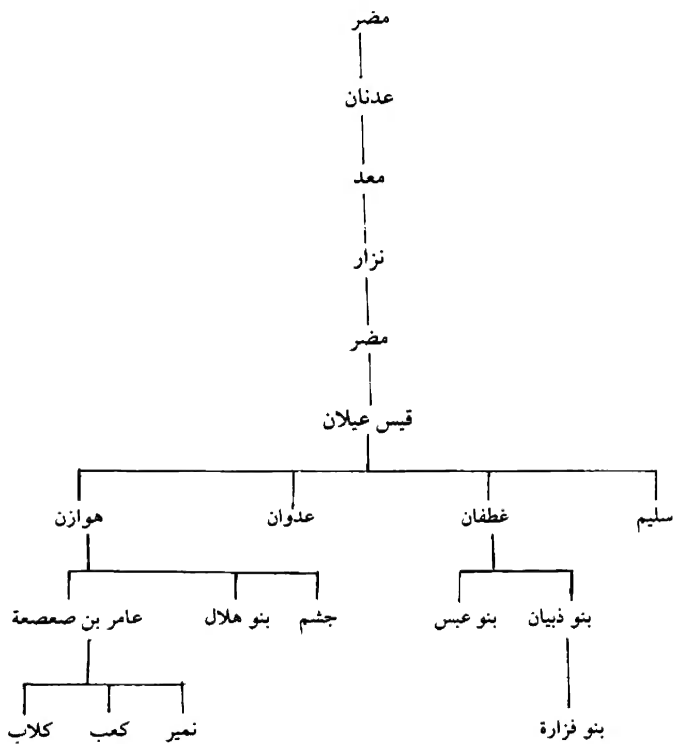 مضر
عدنان
معد
نزار
مضر
قيس عيلان
سليم غطفان عدوان هوازن
بنو ذبيان بنو عبس جشم بنو هلال عامر بن صعصعة
بنو فزارة نمير كعب كلاب